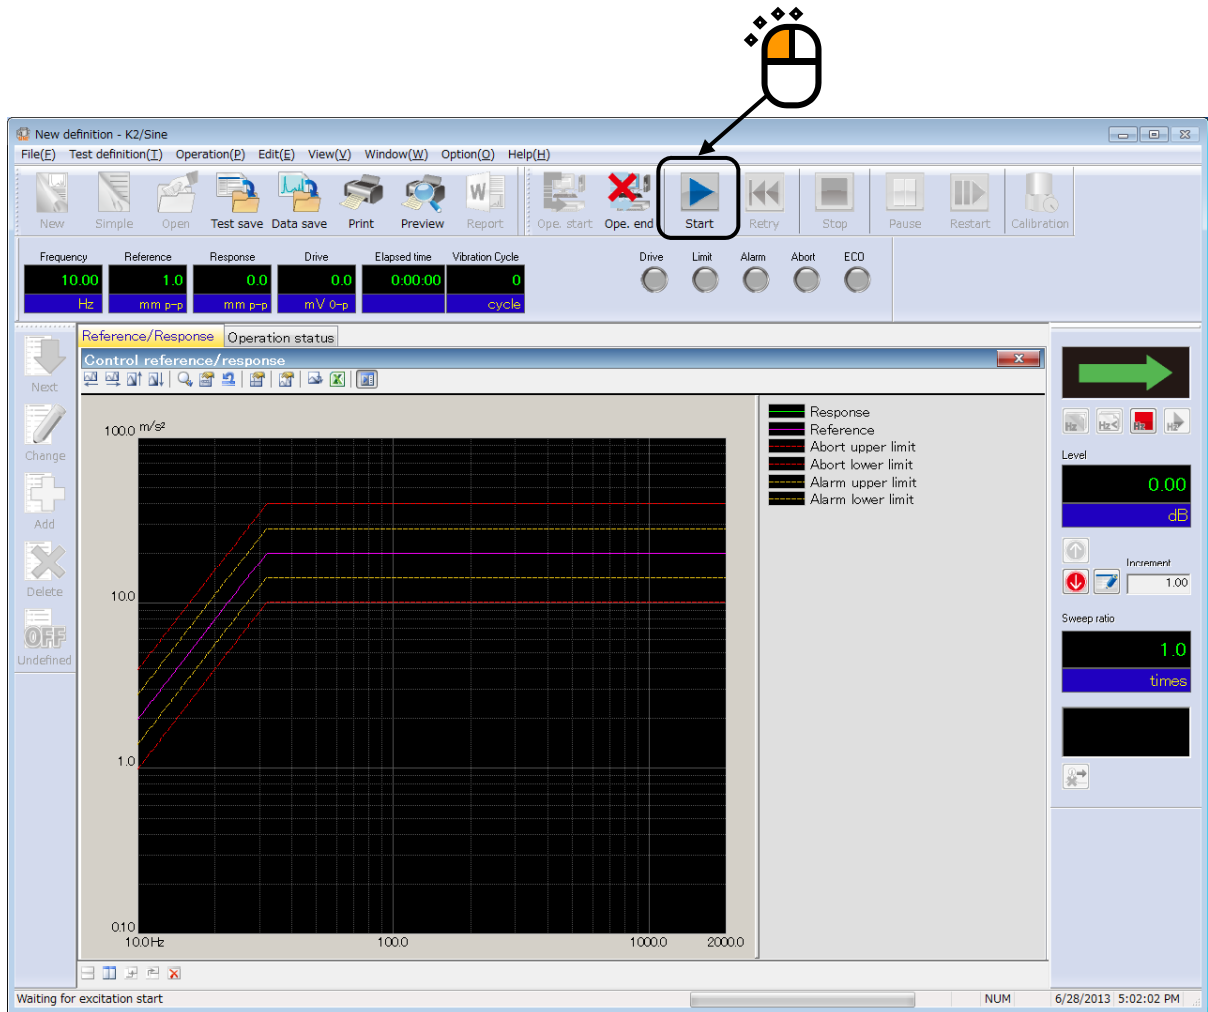 New definition - K2/Sine
File(F) Test definition(T) Operation(P) Edit(E) View(V) Window(W) Option(O) Help(H)
New Simple Open Test save Data save Print Preview Report Ope. start Ope. end Start Retry Stop Pause Restart Calibration
Frequency Reference Response Drive Elapsed time Vibration Cycle Drive Limit Alarm Abort ECO
10.00 1.0 0.0 0.0 0:00:00 0
Hz mm p-p mm p-p mV 0-p cycle
Reference/Response Operation status
Control reference/response
Next
Change
Add
Delete
OFF
Undefined
100.0 m/s²
10.0
1.0
0.10
10.0Hz 100.0 1000.0 2000.0
Response
Reference
Abort upper limit
Abort lower limit
Alarm upper limit
Alarm lower limit
Hz Hz Hz Hz
Level
0.00
dB
Increment
1.00
Sweep ratio
1.0
times
Waiting for excitation start NUM 6/28/2013 5:02:02 PM